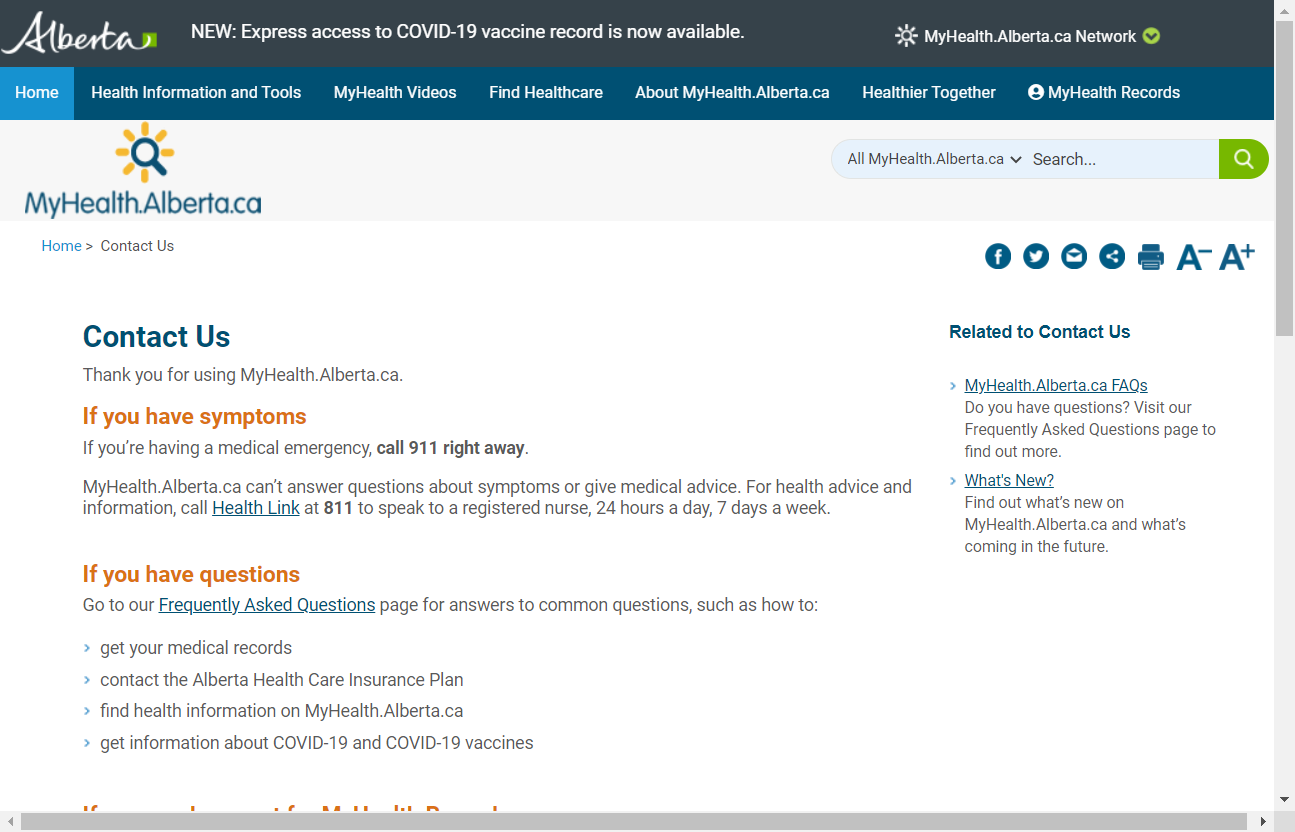 Alberta
NEW: Express access to COVID-19 vaccine record is now available.
MyHealth.Alberta.ca Network
Home
Health Information and Tools
MyHealth Videos
Find Healthcare
About MyHealth.Alberta.ca
Healthier Together
MyHealth Records
MyHealth.Alberta.ca
All MyHealth.Alberta.ca
Search...
Home > Contact Us
A−
A+
Contact Us
Thank you for using MyHealth.Alberta.ca.
If you have symptoms
If you’re having a medical emergency, call 911 right away.
MyHealth.Alberta.ca can’t answer questions about symptoms or give medical advice. For health advice and
information, call Health Link at 811 to speak to a registered nurse, 24 hours a day, 7 days a week.
If you have questions
Go to our Frequently Asked Questions page for answers to common questions, such as how to:
get your medical records
contact the Alberta Health Care Insurance Plan
find health information on MyHealth.Alberta.ca
get information about COVID-19 and COVID-19 vaccines
Related to Contact Us
MyHealth.Alberta.ca FAQs
Do you have questions? Visit our
Frequently Asked Questions page to
find out more.
What's New?
Find out what’s new on
MyHealth.Alberta.ca and what’s
coming in the future.